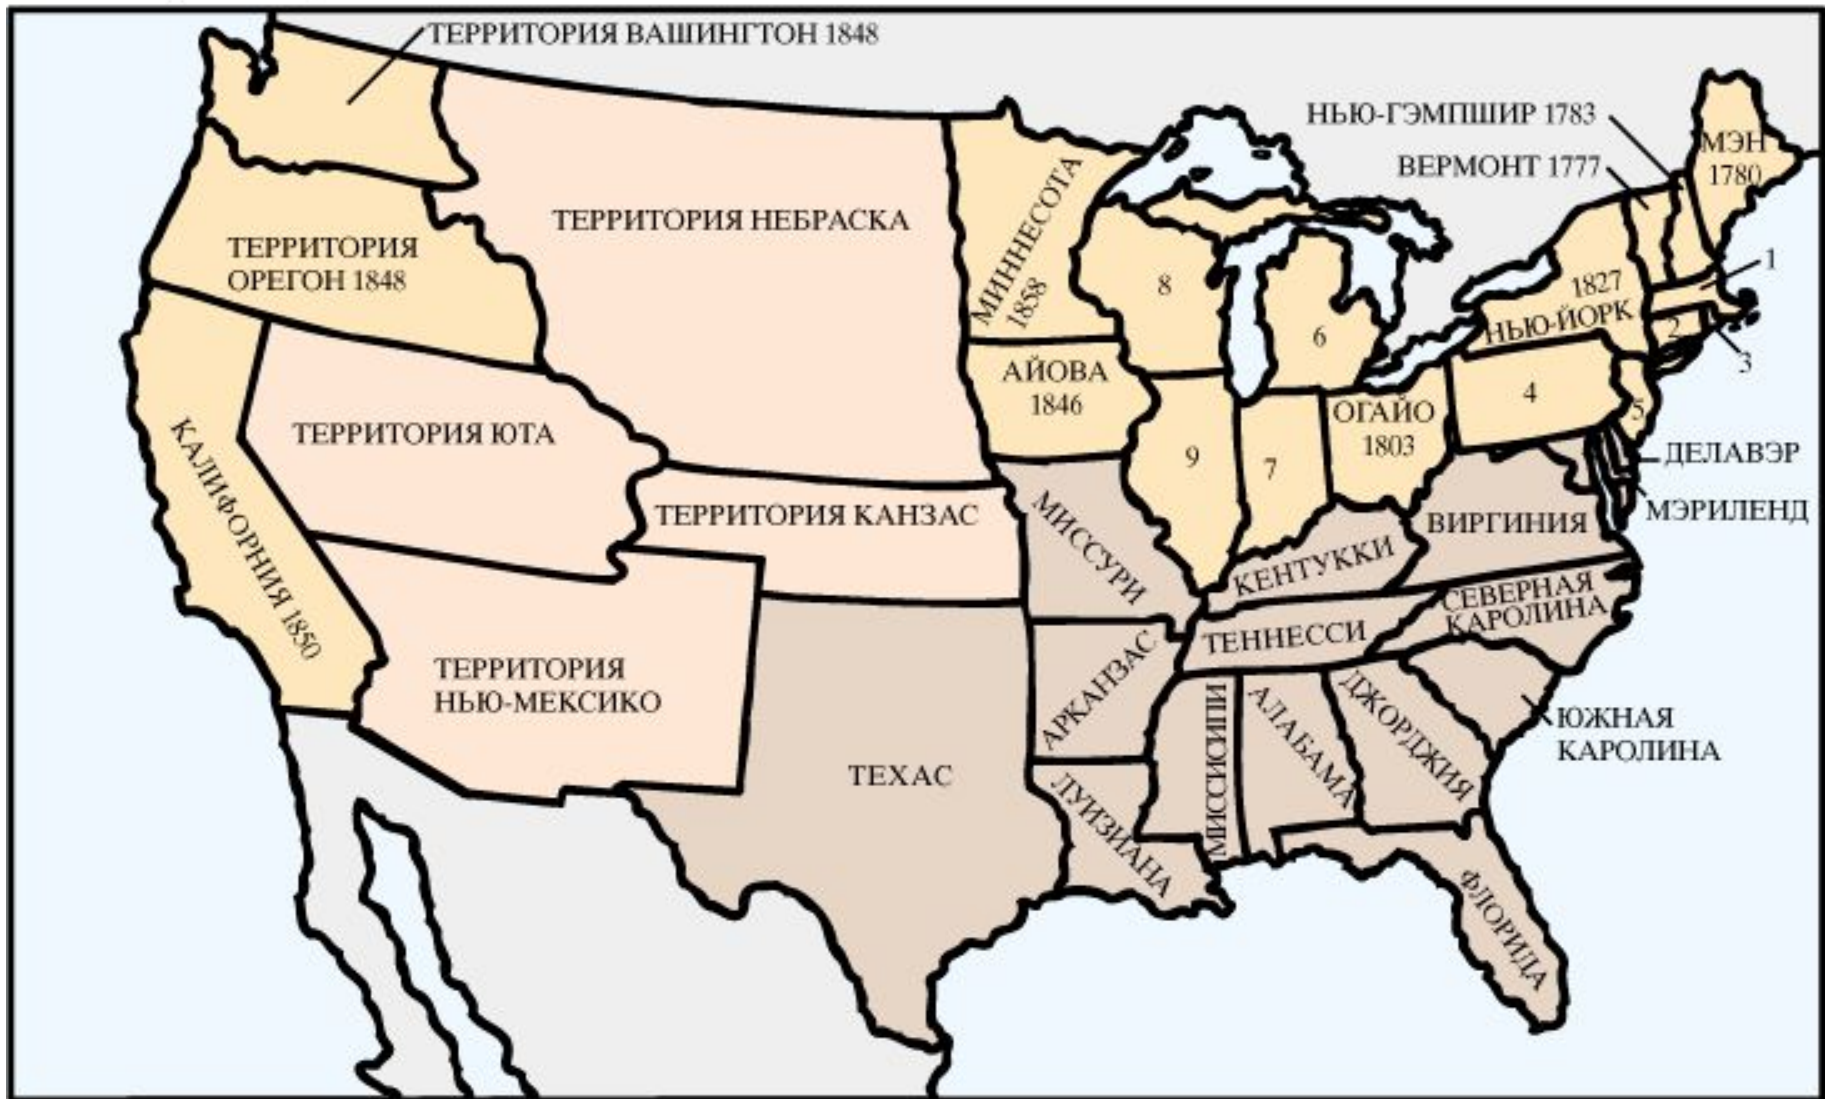 ТЕРРИТОРИЯ ВАШИНГТОН 1848
НЬЮ-ГЭМПШИР 1783
ВЕРМОНТ 1777
МЭН
1780
ТЕРРИТОРИЯ НЕБРАСКА
ТЕРРИТОРИЯ
ОРЕГОН 1848
МИННЕСОТА
1858
8
6
1
1827
НЬЮ-ЙОРК
2
3
АЙОВА
1846
4
5
ОГАЙО
1803
9
7
ТЕРРИТОРИЯ ЮТА
КАЛИФОРНИЯ 1850
ДЕЛАВЭР
МЭРИЛЕНД
ТЕРРИТОРИЯ КАНЗАС
МИССУРИ
ВИРГИНИЯ
КЕНТУККИ
СЕВЕРНАЯ
КАРОЛИНА
ТЕННЕССИ
ТЕРРИТОРИЯ
НЬЮ-МЕКСИКО
АРКАНЗАС
МИССИСИПИ
АЛАБАМА
ДЖОРДЖИЯ
ЮЖНАЯ
КАРОЛИНА
ТЕХАС
ЛУИЗИАНА
ФЛОРИДА